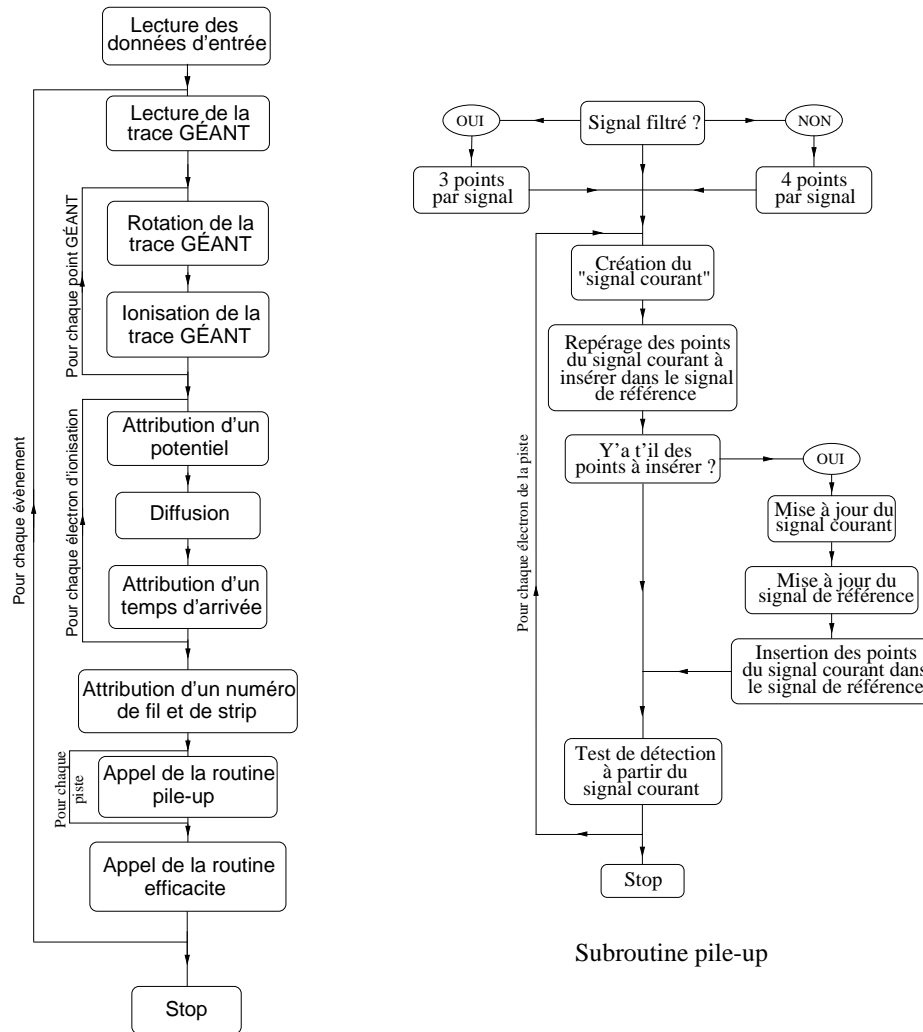 Lecture des
données d'entrée
Lecture de la
trace GÉANT
Rotation de la
trace GÉANT
Ionisation de la
trace GÉANT
Pour chaque point GÉANT
Attribution d'un
potentiel
Diffusion
Attribution d'un
temps d'arrivée
Pour chaque électron d'ionisation
Attribution d'un numéro
de fil et de strip
Appel de la routine
pile-up
Pour chaque
piste
Appel de la routine
efficacite
Pour chaque évènement
Stop
OUI
Signal filtré ?
NON
3 points
par signal
4 points
par signal
Création du
"signal courant"
Repérage des points
du signal courant à
insérer dans le signal
de référence
Y'a t'il des
points à insérer ?
OUI
Mise à jour du
signal courant
Mise à jour du
signal de référence
Insertion des points
du signal courant dans
le signal de référence
Pour chaque électron de la piste
Test de détection
à partir du
signal courant
Stop
Subroutine pile-up